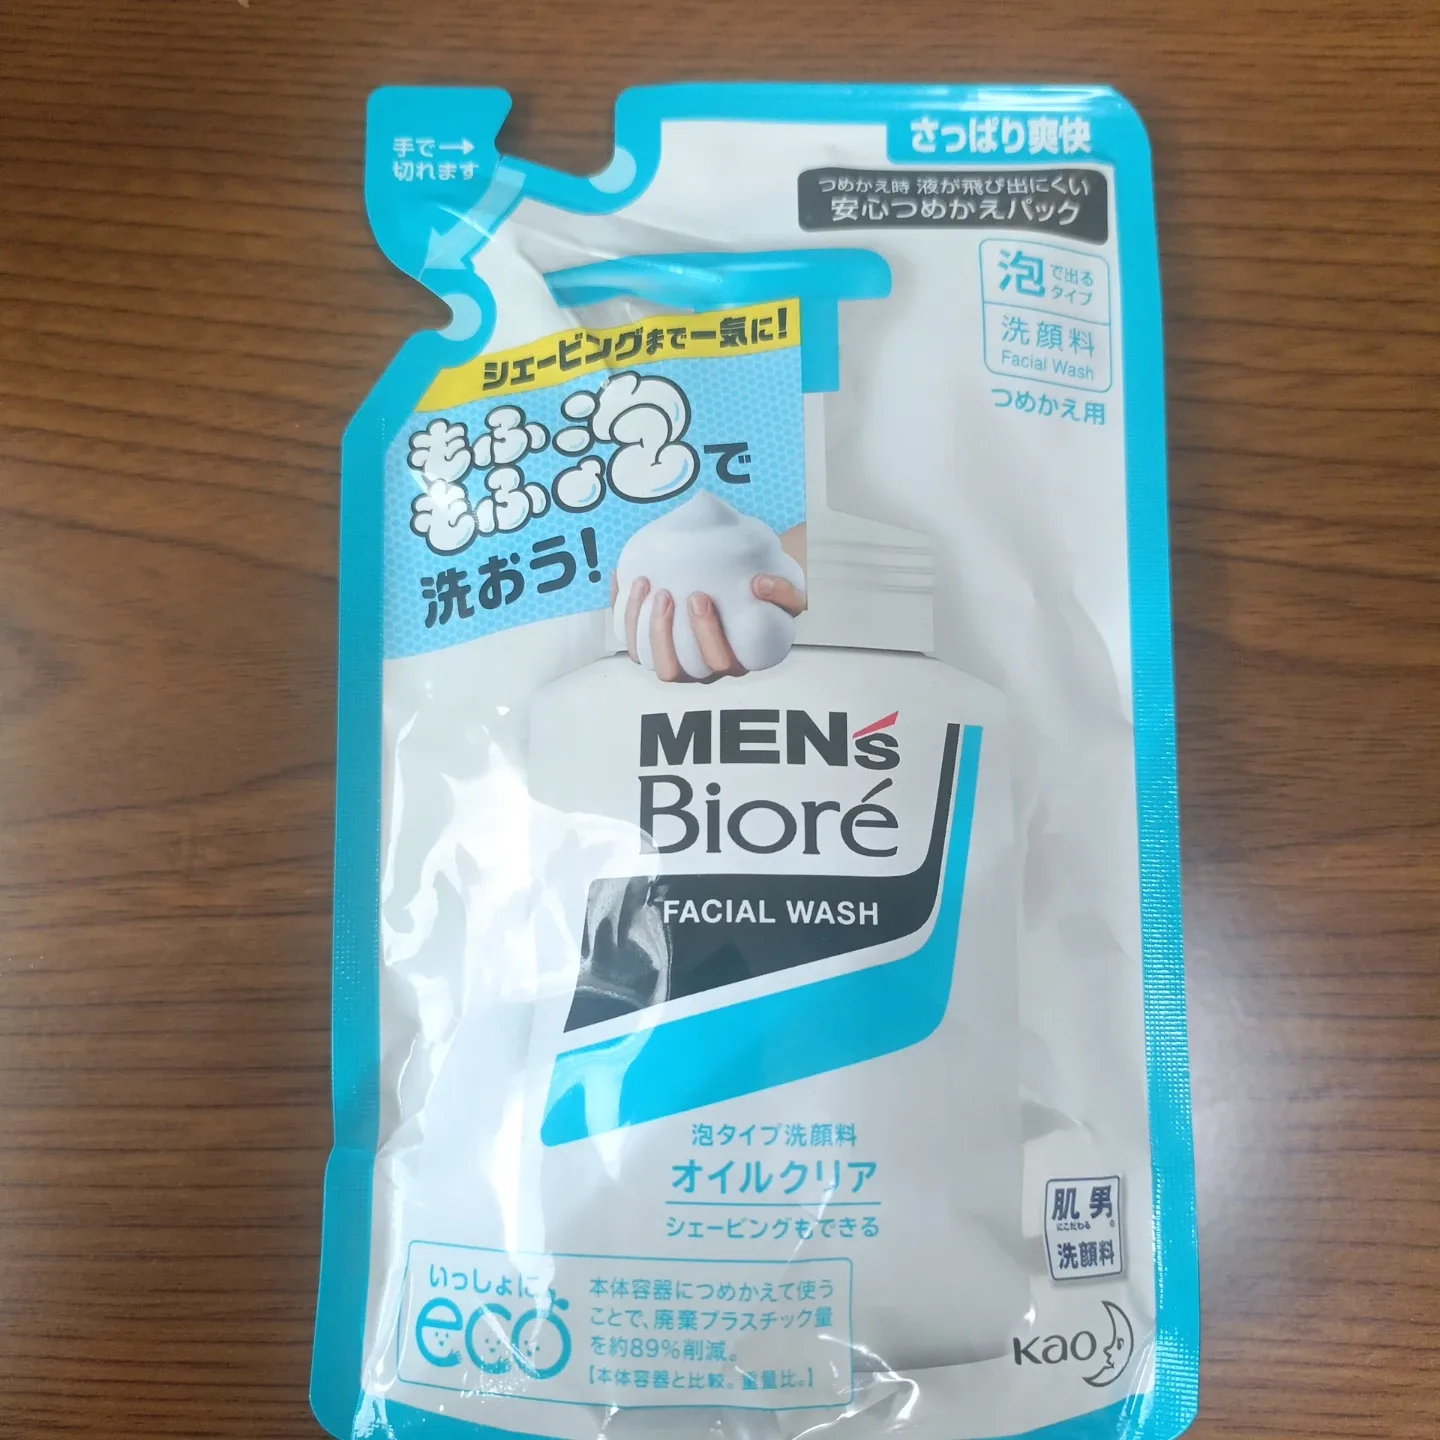 手で→
切れます
さっぱり爽快
つめかえ時 液が飛び出にくい
安心つめかえパック
泡で出る
タイプ
洗顔料
Facial Wash
つめかえ用
シェービングまで一気に!
もふもふ泡で
洗おう!
MEN's
Bioré
FACIAL WASH
泡タイプ洗顔料
オイルクリア
シェービングもできる
肌にこだわる男。
洗顔料
いっしょに
eco
本体容器につめかえて使う
ことで、廃棄プラスチック量
を約89%削減。
【本体容器と比較。重量比。】
Kao